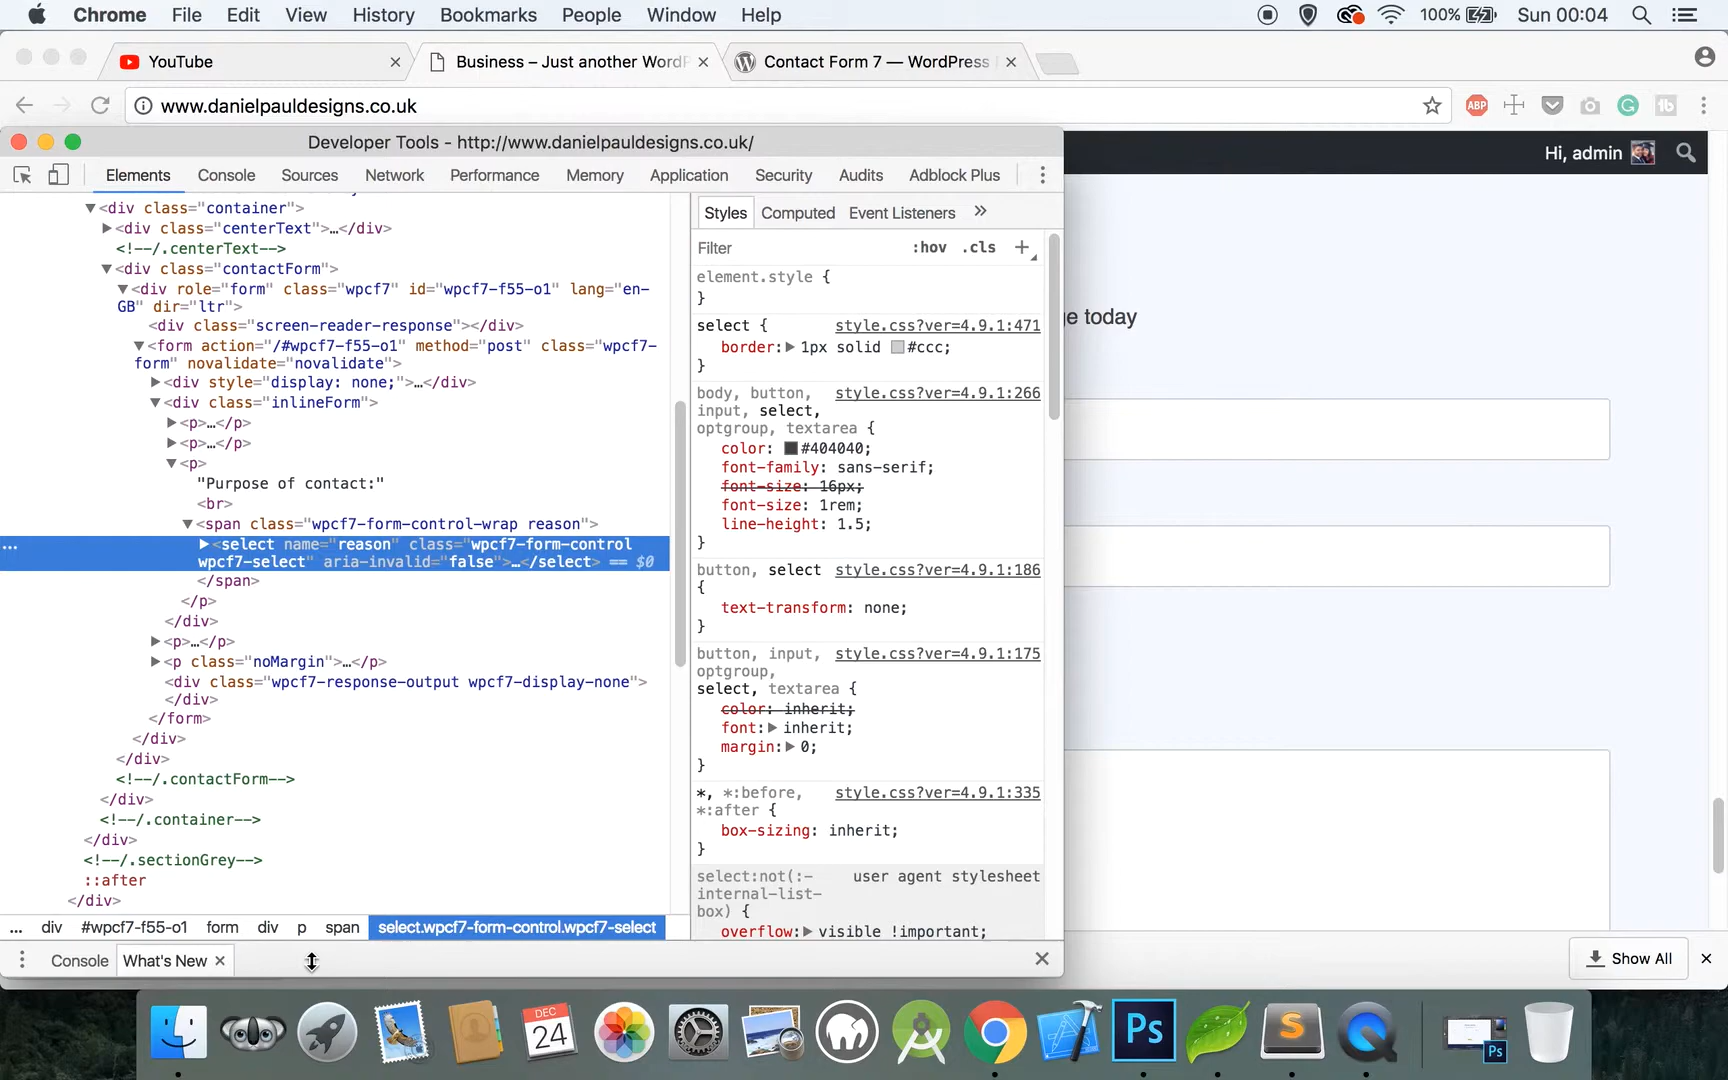 Chrome File Edit View History Bookmarks People Window Help 100% Sun 00:04
YouTube × Business – Just another WordP × Contact Form 7 — WordPress ×
www.danielpauldesigns.co.uk ABP tb
Developer Tools - http://www.danielpauldesigns.co.uk/
Hi, admin
Elements Console Sources Network Performance Memory Application Security Audits Adblock Plus
<div class="container">
<div class="centerText">…</div>
<!--/.centerText-->
<div class="contactForm">
<div role="form" class="wpcf7" id="wpcf7-f55-o1" lang="en-
GB" dir="ltr">
<div class="screen-reader-response"></div>
<form action="/#wpcf7-f55-o1" method="post" class="wpcf7-
form" novalidate="novalidate">
<div style="display: none;">…</div>
<div class="inlineForm">
<p>…</p>
<p>…</p>
<p>
"Purpose of contact:"
<br>
<span class="wpcf7-form-control-wrap reason">
… <select name="reason" class="wpcf7-form-control
wpcf7-select" aria-invalid="false">…</select> == $0
</span>
</p>
</div>
<p>…</p>
<p class="noMargin">…</p>
<div class="wpcf7-response-output wpcf7-display-none">
</div>
</form>
</div>
</div>
<!--/.contactForm-->
</div>
<!--/.container-->
</div>
<!--/.sectionGrey-->
::after
</div>
... div #wpcf7-f55-o1 form div p span select.wpcf7-form-control.wpcf7-select
Styles Computed Event Listeners »
Filter :hov .cls +
element.style {
}
select { style.css?ver=4.9.1:471
border: 1px solid #ccc;
}
body, button, style.css?ver=4.9.1:266
input, select,
optgroup, textarea {
color: #404040;
font-family: sans-serif;
font-size: 16px;
font-size: 1rem;
line-height: 1.5;
}
button, select style.css?ver=4.9.1:186
{
text-transform: none;
}
button, input, style.css?ver=4.9.1:175
optgroup,
select, textarea {
color: inherit;
font: inherit;
margin: 0;
}
*, *:before, style.css?ver=4.9.1:335
*:after {
box-sizing: inherit;
}
select:not(:- user agent stylesheet
internal-list-
box) {
overflow: visible !important;
ge today
Console What's New ×
Show All ×
DEC
24
Ps
S
Ps